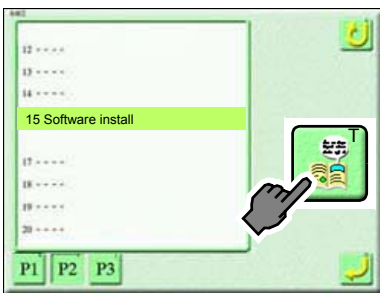 12 ----
13 ----
14 ----
15 Software install
17 ----
18 ----
19 ----
20 ----
T
P1 P2 P3